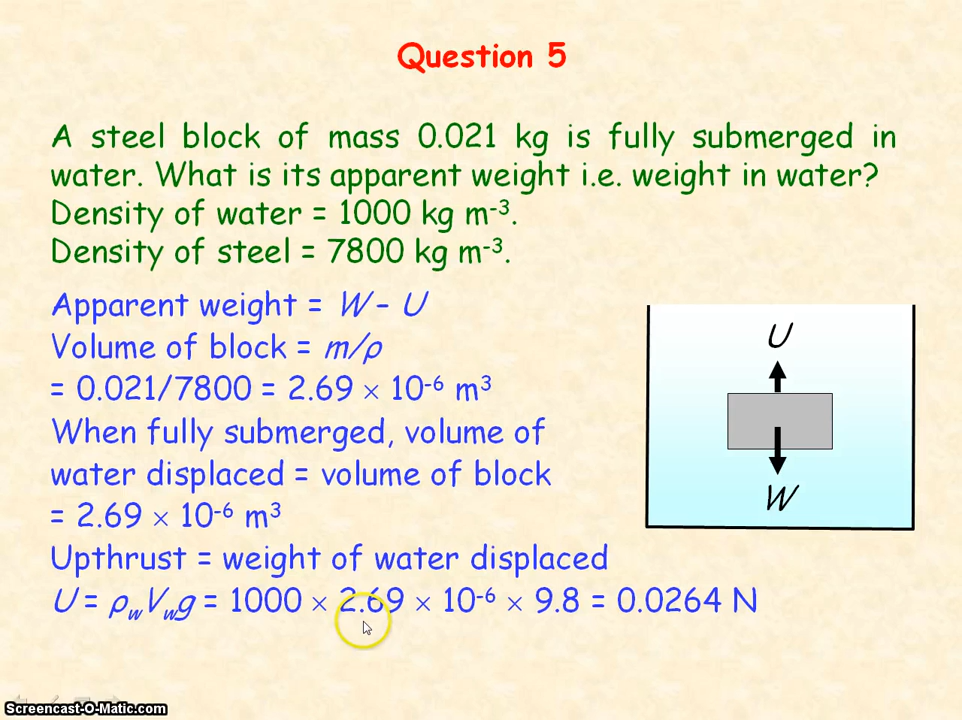 Question 5
A steel block of mass 0.021 kg is fully submerged in
water. What is its apparent weight i.e. weight in water?
Density of water = 1000 kg m⁻³.
Density of steel = 7800 kg m⁻³.
Apparent weight = W – U
Volume of block = m/ρ
= 0.021/7800 = 2.69 × 10⁻⁶ m³
When fully submerged, volume of
water displaced = volume of block
= 2.69 × 10⁻⁶ m³
Upthrust = weight of water displaced
U = ρwVwg = 1000 × 2.69 × 10⁻⁶ × 9.8 = 0.0264 N
U
W
Screencast-O-Matic.com